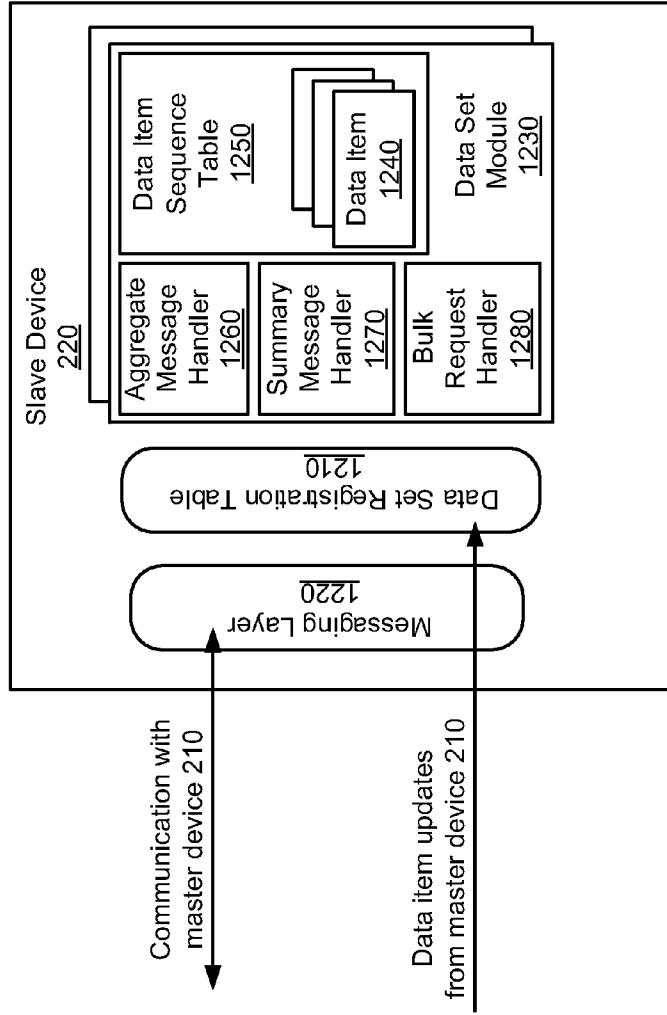 Slave Device
220
Communication with
master device 210
Data item updates
from master device 210
Messaging Layer
1220
Data Set Registration Table
1210
Aggregate
Message
Handler
1260
Summary
Message
Handler
1270
Bulk
Request
Handler
1280
Data Item
Sequence
Table
1250
Data Item
1240
Data Set
Module
1230